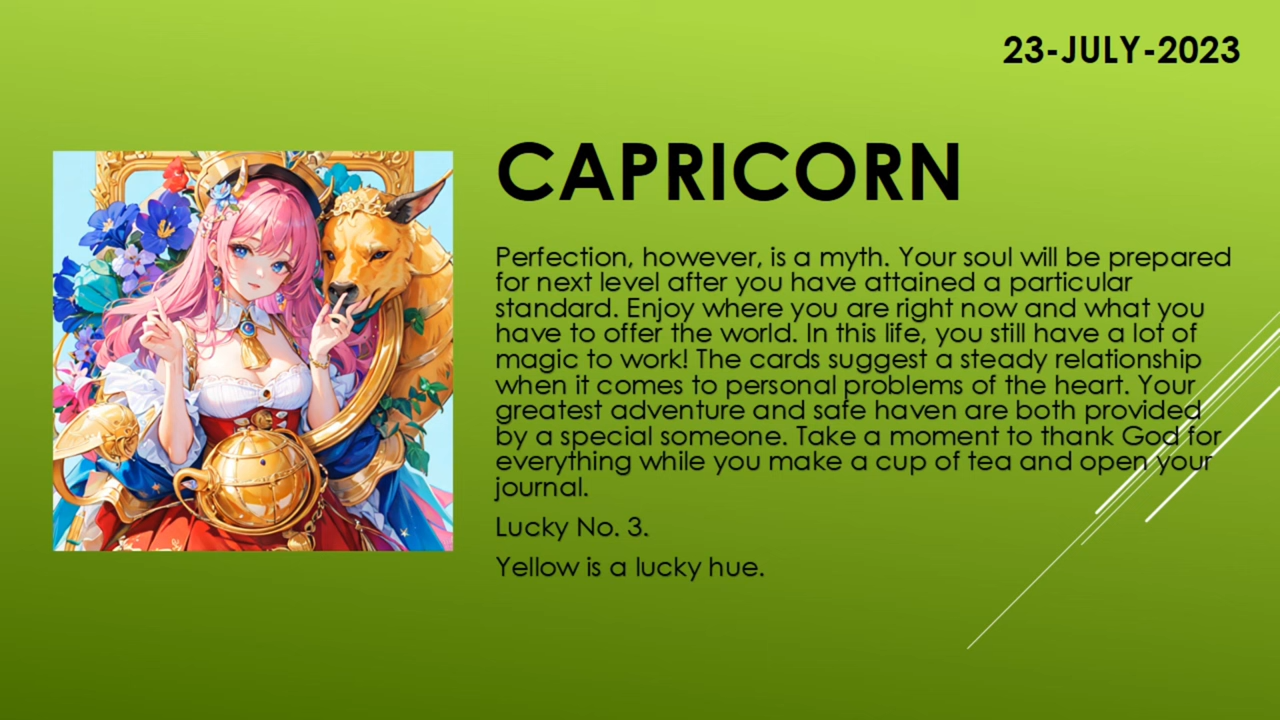 23-JULY-2023
CAPRICORN
Perfection, however, is a myth. Your soul will be prepared
for next level after you have attained a particular
standard. Enjoy where you are right now and what you
have to offer the world. In this life, you still have a lot of
magic to work! The cards suggest a steady relationship
when it comes to personal problems of the heart. Your
greatest adventure and safe haven are both provided
by a special someone. Take a moment to thank God for
everything while you make a cup of tea and open your
journal.
Lucky No. 3.
Yellow is a lucky hue.